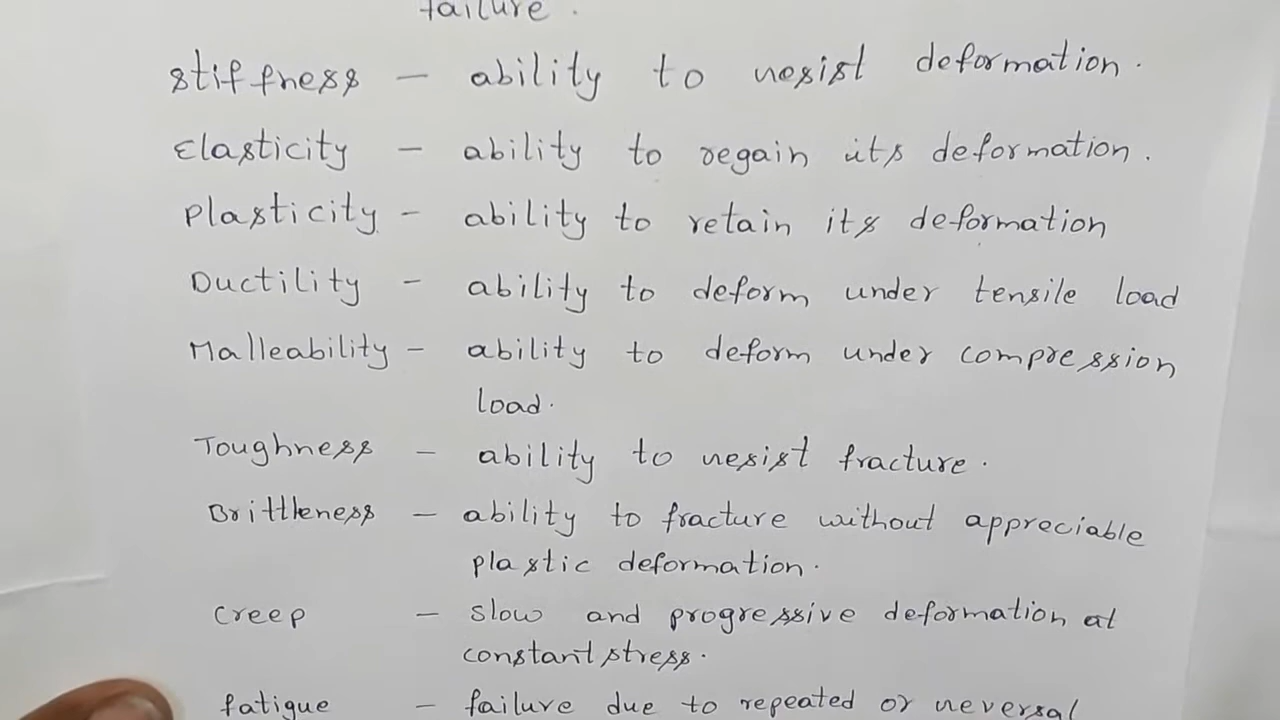 failure.
stiffness - ability to resist deformation.
Elasticity - ability to regain its deformation.
Plasticity - ability to retain its deformation
Ductility - ability to deform under tensile load
Malleability - ability to deform under compression
load.
Toughness - ability to resist fracture.
Brittleness - ability to fracture without appreciable
plastic deformation.
Creep - slow and progressive deformation at
constant stress.
fatigue - failure due to repeated or reversal